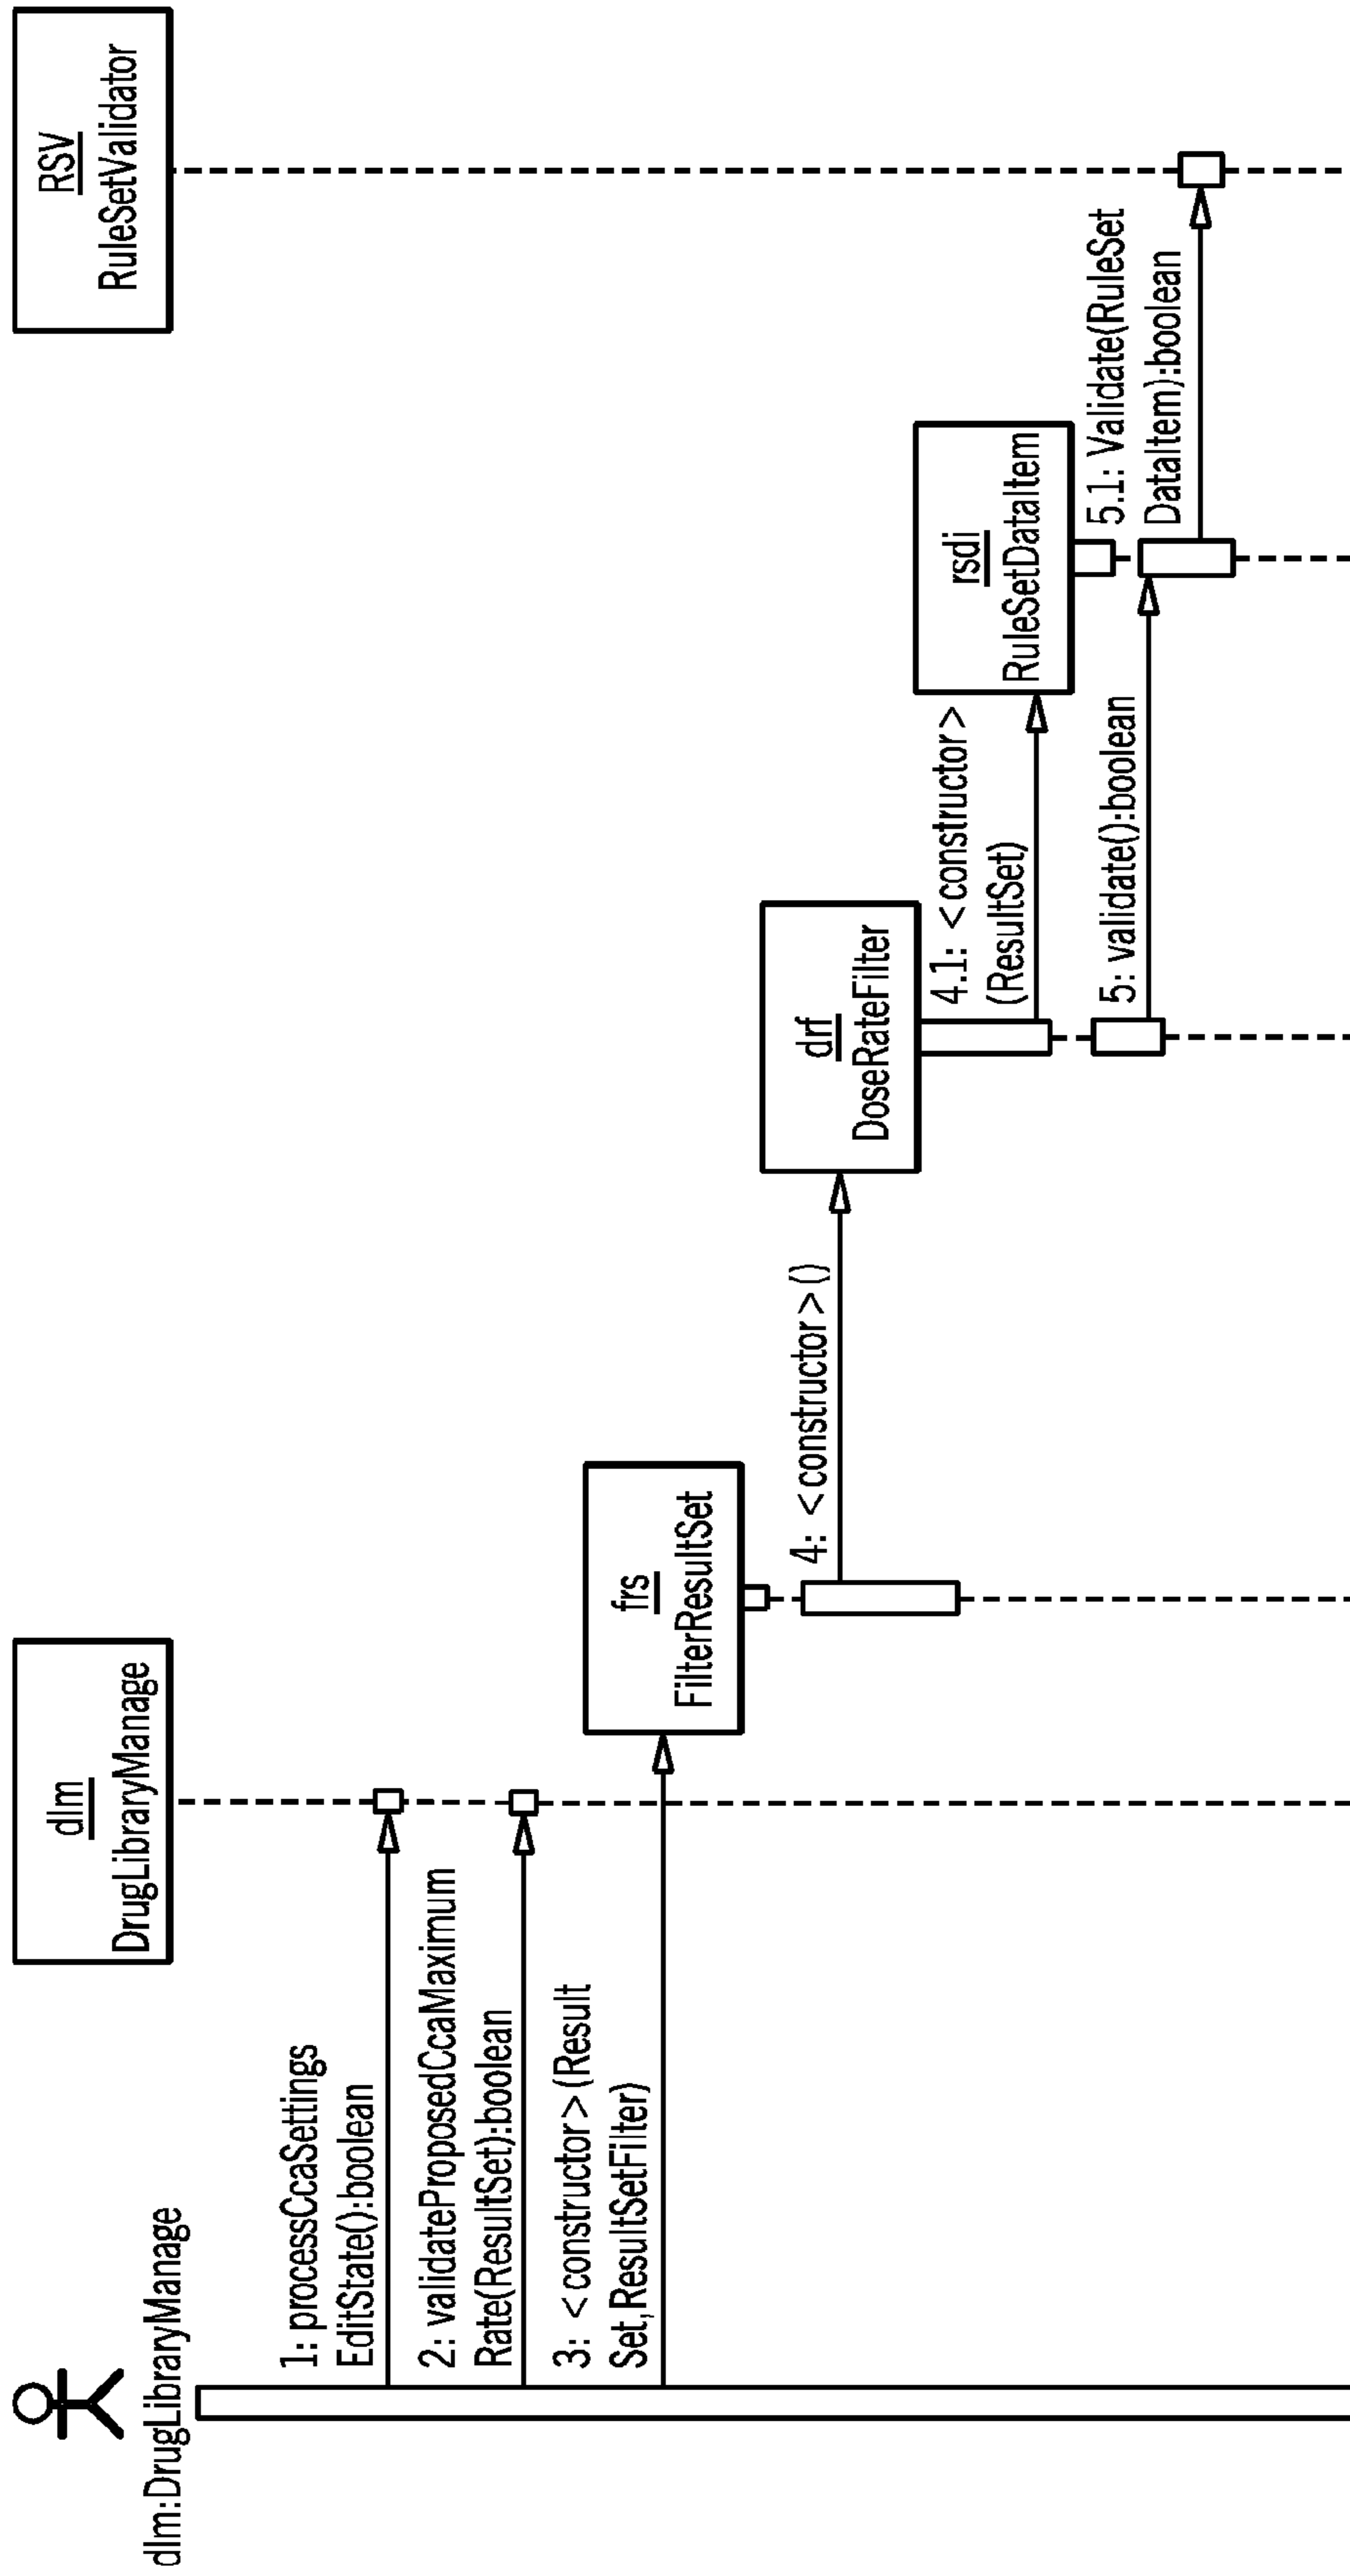 dlm:DrugLibraryManage
dlm
DrugLibraryManage
RSV
RuleSetValidator
1: processCcaSettings
EditState():boolean
2: validateProposedCcaMaximum
Rate(ResultSet):boolean
3: <constructor>(Result
Set,ResultSetFilter)
frs
FilterResultSet
4: <constructor>()
drf
DoseRateFilter
4.1: <constructor>
(ResultSet)
rsdi
RuleSetDataItem
5: validate():boolean
5.1: Validate(RuleSet
DataItem):boolean